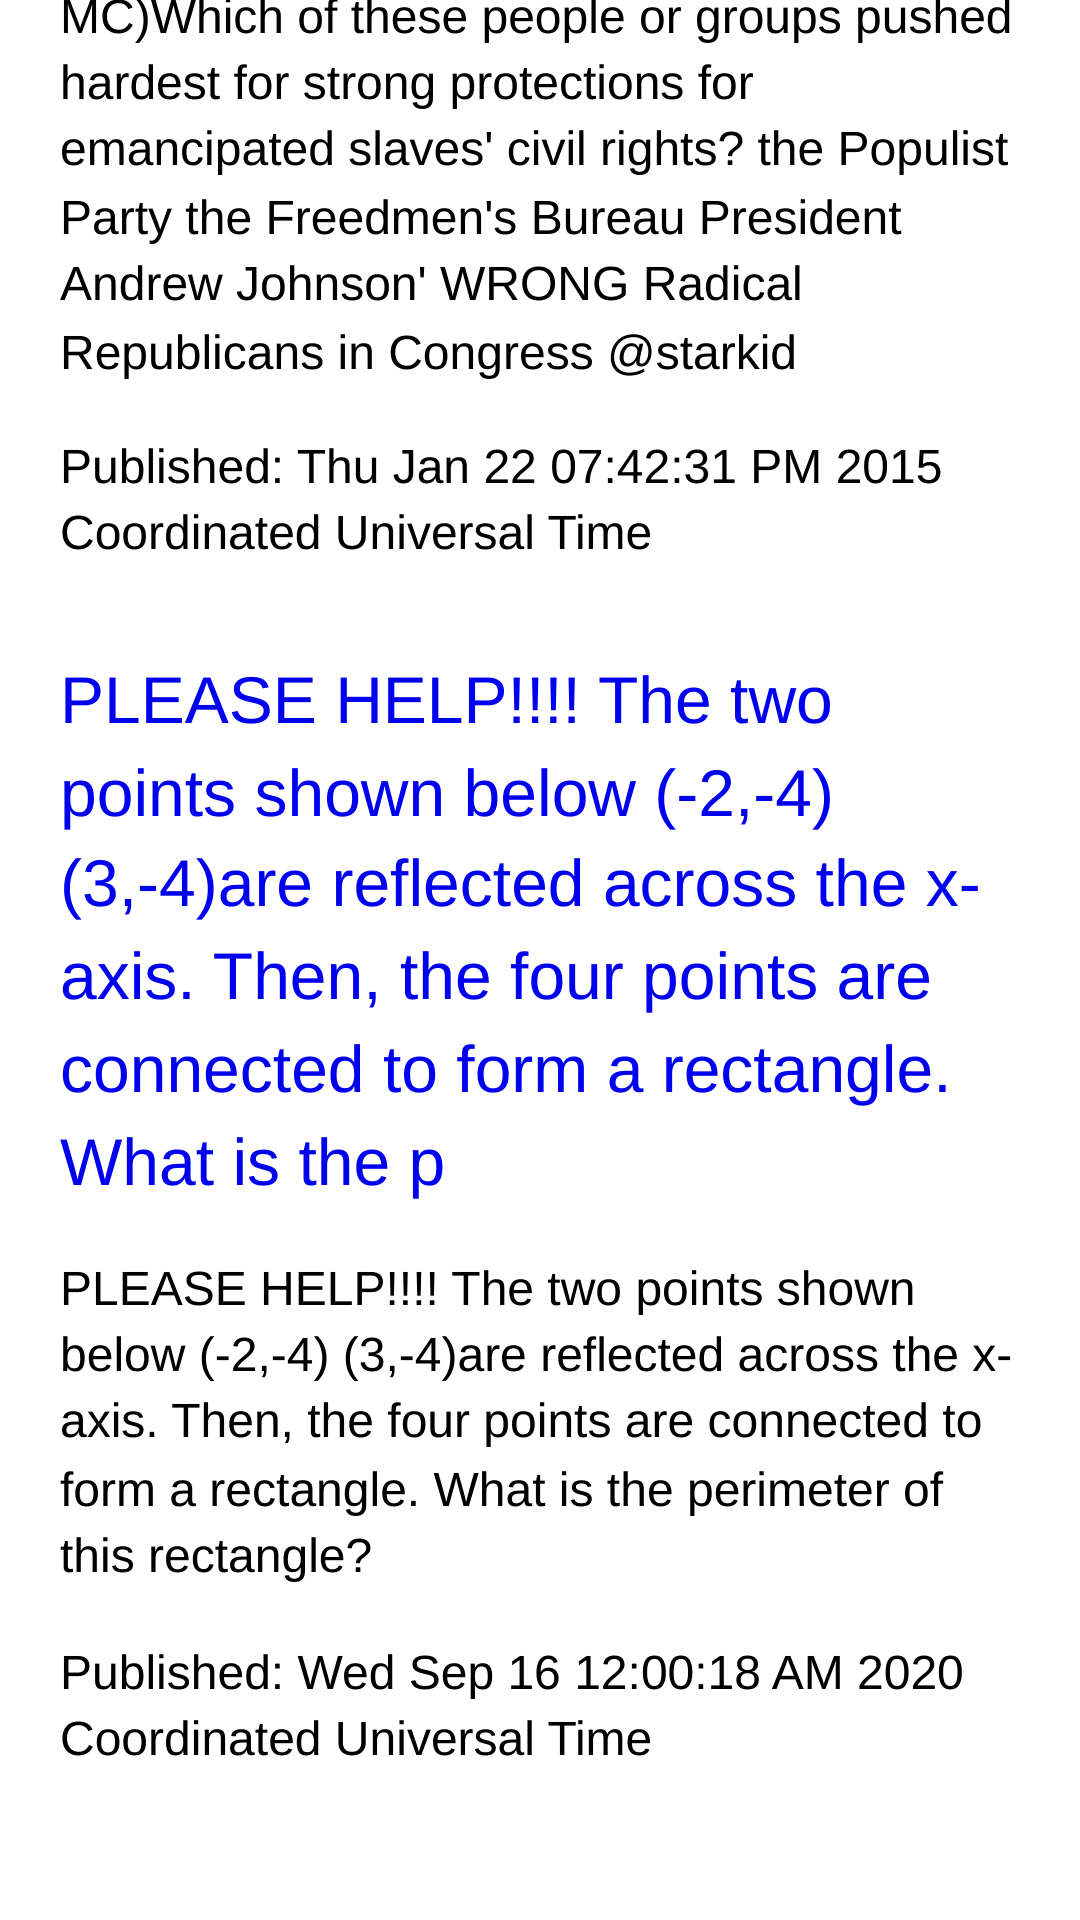 MC)Which of these people or groups pushed
hardest for strong protections for
emancipated slaves' civil rights? the Populist
Party the Freedmen's Bureau President
Andrew Johnson' WRONG Radical
Republicans in Congress @starkid
Published: Thu Jan 22 07:42:31 PM 2015
Coordinated Universal Time
PLEASE HELP!!!! The two
points shown below (-2,-4)
(3,-4)are reflected across the x-
axis. Then, the four points are
connected to form a rectangle.
What is the p
PLEASE HELP!!!! The two points shown
below (-2,-4) (3,-4)are reflected across the x-
axis. Then, the four points are connected to
form a rectangle. What is the perimeter of
this rectangle?
Published: Wed Sep 16 12:00:18 AM 2020
Coordinated Universal Time